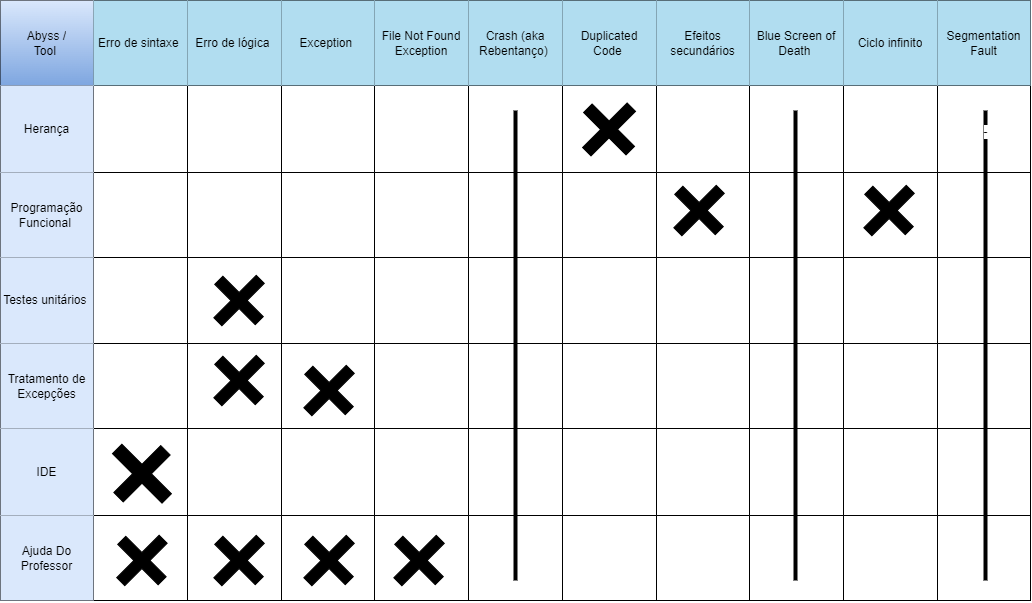 Abyss /
Tool
Erro de sintaxe
Erro de lógica
Exception
File Not Found
Exception
Crash (aka
Rebentanço)
Duplicated
Code
Efeitos
secundários
Blue Screen of
Death
Ciclo infinito
Segmentation
Fault
Herança
Programação
Funcional
Testes unitários
Tratamento de
Excepções
IDE
Ajuda Do
Professor